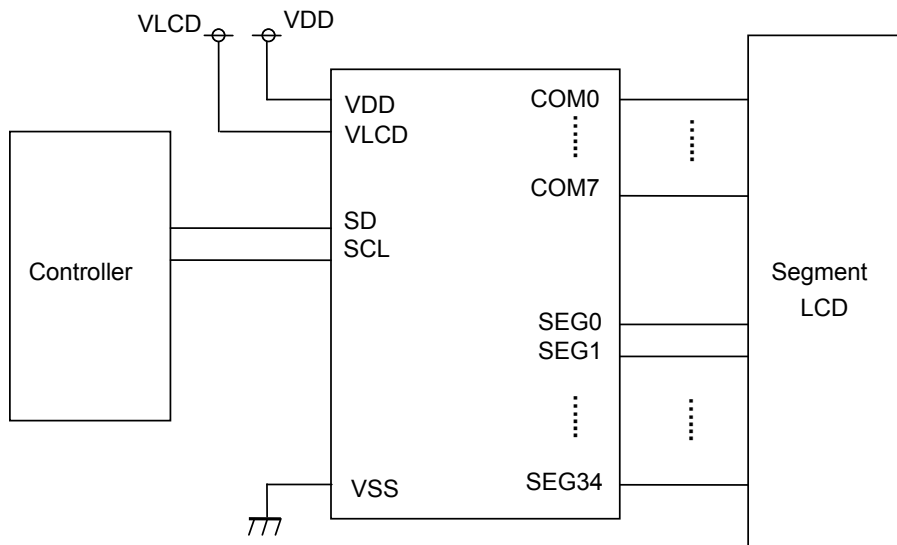 VLCD
VDD
VDD
VLCD
SD
SCL
VSS
COM0
COM7
SEG0
SEG1
SEG34
Controller
Segment
LCD